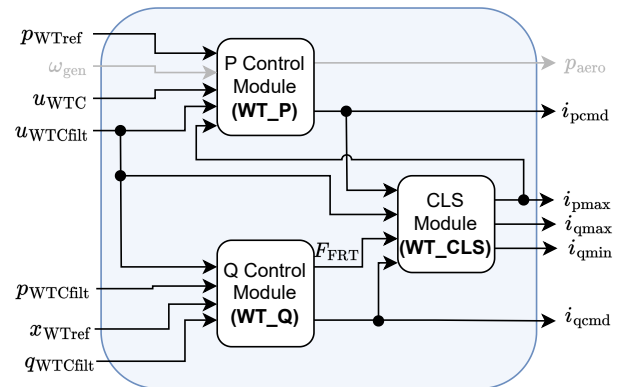 p_WTref
ω_gen
u_WTC
u_WTCfilt
P Control
Module
(WT_P)
p_aero
i_pcmd
CLS
Module
(WT_CLS)
i_pmax
i_qmax
i_qmin
F_FRT
Q Control
Module
(WT_Q)
p_WTCfilt
x_WTref
q_WTCfilt
i_qcmd